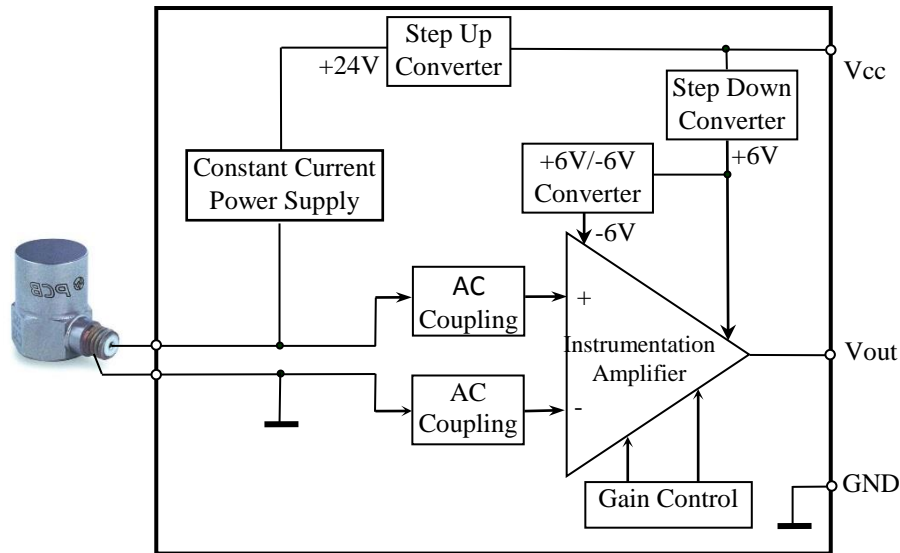 Step Up
Converter
+24V
Vcc
Step Down
Converter
+6V
Constant Current
Power Supply
+6V/-6V
Converter
-6V
PCB
AC
Coupling
+
Instrumentation
Amplifier
Vout
AC
Coupling
-
Gain Control
GND